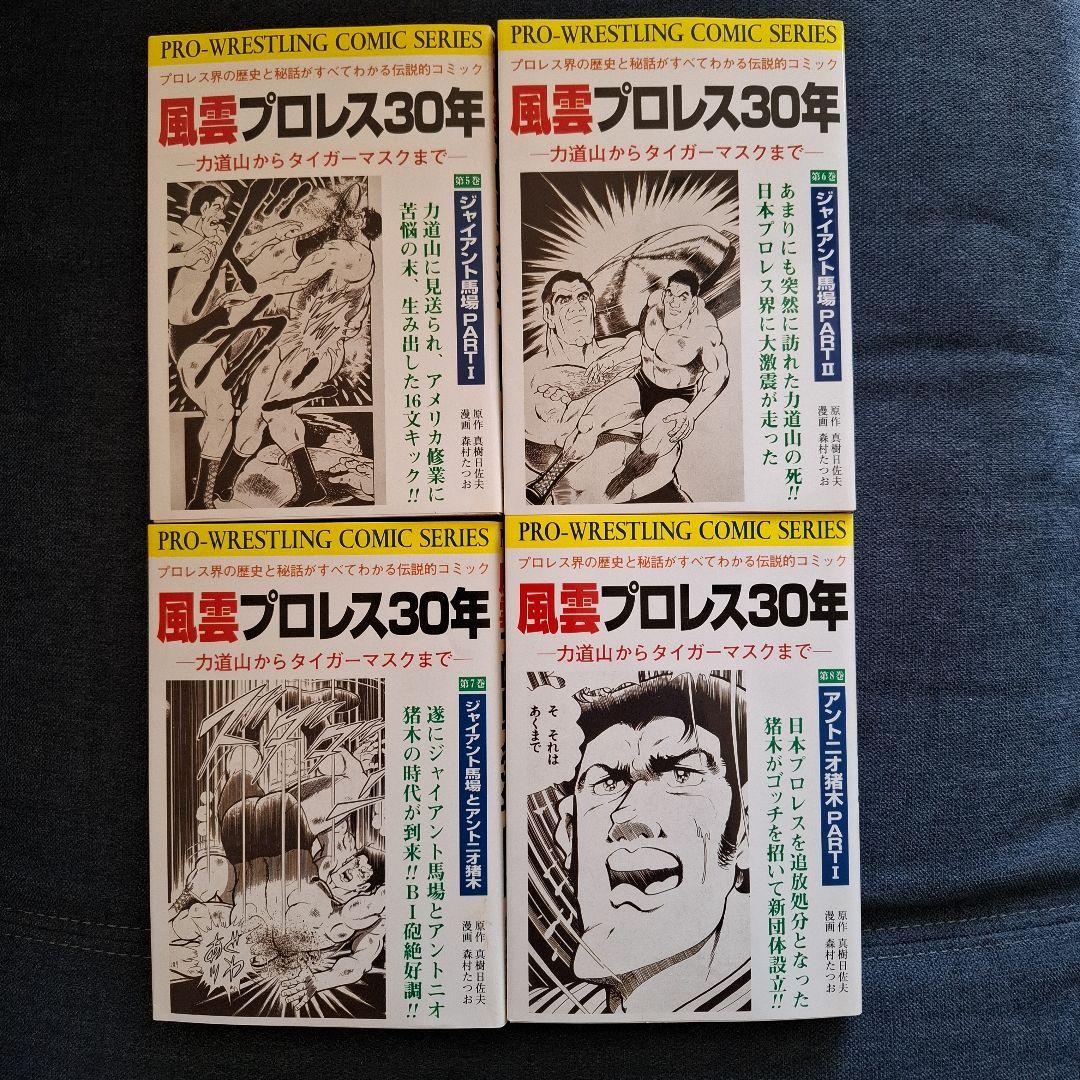 PRO-WRESTLING COMIC SERIES
プロレス界の歴史と秘話がすべてわかる伝説的コミック
風雲プロレス30年
―力道山からタイガーマスクまで―
第5巻
ジャイアント馬場 PART I
力道山に見送られ、アメリカ修業に
苦悩の末、生み出した16文キック!!
原作 真樹日佐夫
漫画 森村たつお
PRO-WRESTLING COMIC SERIES
プロレス界の歴史と秘話がすべてわかる伝説的コミック
風雲プロレス30年
―力道山からタイガーマスクまで―
第6巻
ジャイアント馬場 PART II
あまりにも突然に訪れた力道山の死!!
日本プロレス界に大激震が走った
原作 真樹日佐夫
漫画 森村たつお
PRO-WRESTLING COMIC SERIES
プロレス界の歴史と秘話がすべてわかる伝説的コミック
風雲プロレス30年
―力道山からタイガーマスクまで―
第7巻
ジャイアント馬場とアントニオ猪木
遂にジャイアント馬場とアントニオ
猪木の時代が到来!!BI砲絶好調!!
原作 真樹日佐夫
漫画 森村たつお
PRO-WRESTLING COMIC SERIES
プロレス界の歴史と秘話がすべてわかる伝説的コミック
風雲プロレス30年
―力道山からタイガーマスクまで―
第8巻
アントニオ猪木 PART I
日本プロレスを追放処分となった
猪木がゴッチを招いて新団体設立!!
原作 真樹日佐夫
漫画 森村たつお
そ それは
あくまで